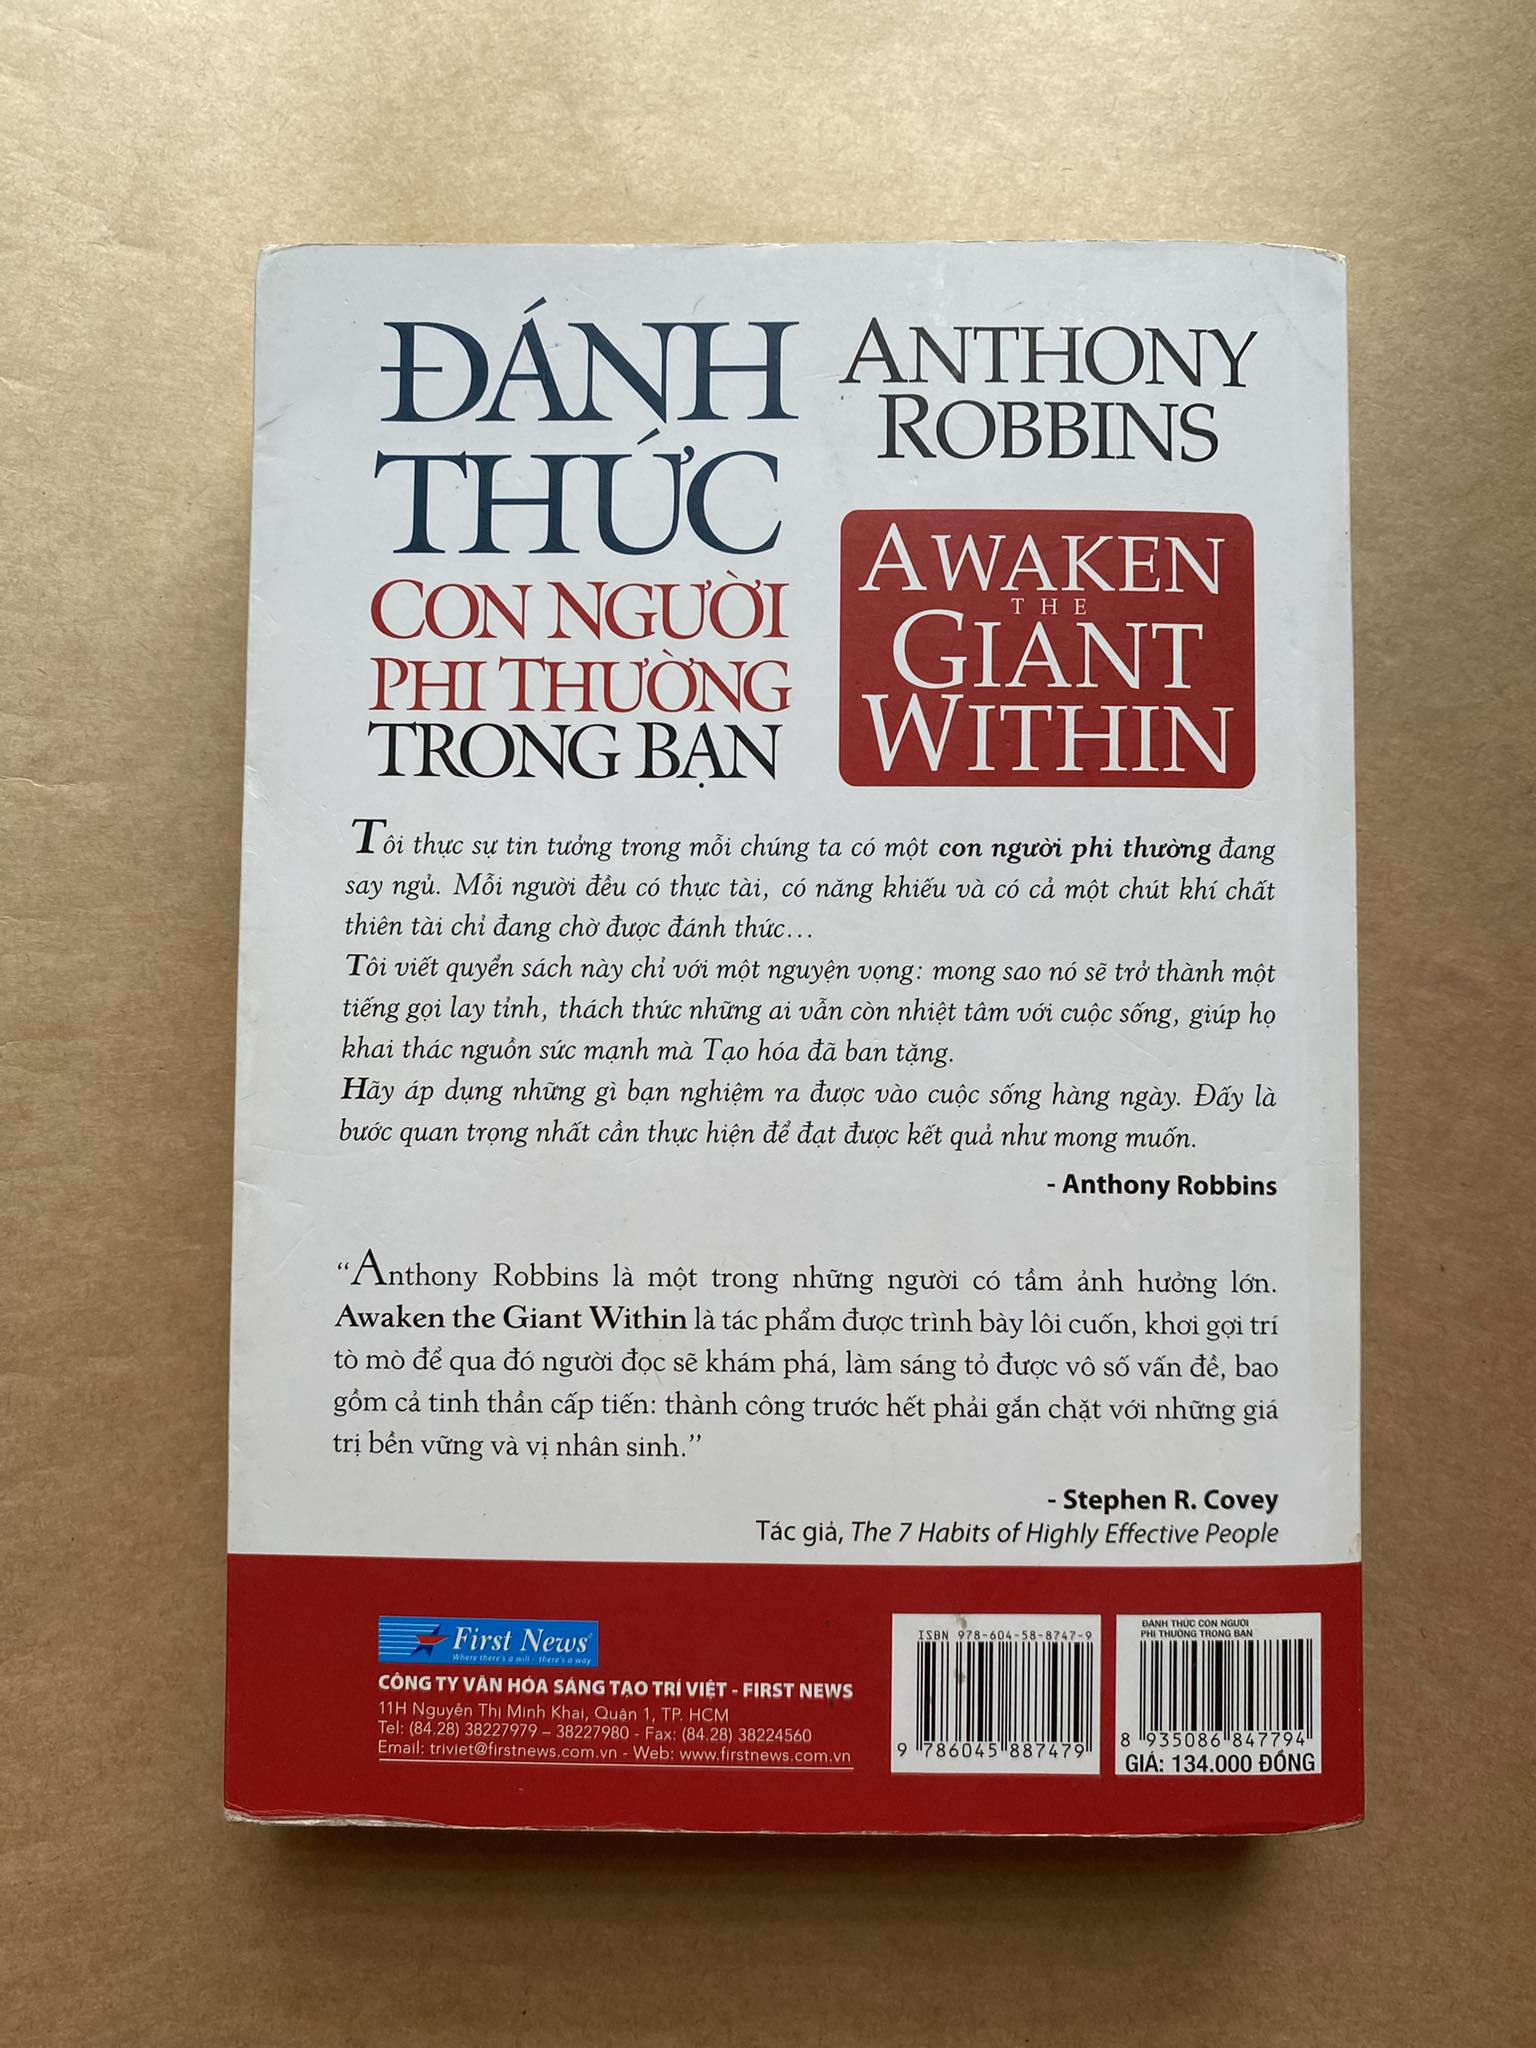 ĐÁNH
THỨC
CON NGƯỜI
PHI THƯỜNG
TRONG BẠN
ANTHONY
ROBBINS
AWAKEN
THE
GIANT
WITHIN
Tôi thực sự tin tưởng trong mỗi chúng ta có một con người phi thường đang
say ngủ. Mỗi người đều có thực tài, có năng khiếu và có cả một chút khí chất
thiên tài chỉ đang chờ được đánh thức...
Tôi viết quyển sách này chỉ với một nguyện vọng: mong sao nó sẽ trở thành một
tiếng gọi lay tỉnh, thách thức những ai vẫn còn nhiệt tâm với cuộc sống, giúp họ
khai thác nguồn sức mạnh mà Tạo hóa đã ban tặng.
Hãy áp dụng những gì bạn nghiệm ra được vào cuộc sống hàng ngày. Đấy là
bước quan trọng nhất cần thực hiện để đạt được kết quả như mong muốn.
- Anthony Robbins
“Anthony Robbins là một trong những người có tầm ảnh hưởng lớn.
Awaken the Giant Within là tác phẩm được trình bày lôi cuốn, khơi gợi trí
tò mò để qua đó người đọc sẽ khám phá, làm sáng tỏ được vô số vấn đề, bao
gồm cả tinh thần cấp tiến: thành công trước hết phải gắn chặt với những giá
trị bền vững và vị nhân sinh.”
- Stephen R. Covey
Tác giả, The 7 Habits of Highly Effective People
First News
Where there's a will - there's a way
CÔNG TY VĂN HÓA SÁNG TẠO TRÍ VIỆT - FIRST NEWS
11H Nguyễn Thị Minh Khai, Quận 1, TP. HCM
Tel: (84.28) 38227979 – 38227980 - Fax: (84.28) 38224560
Email: triviet@firstnews.com.vn - Web: www.firstnews.com.vn
ISBN 978-604-58-8747-9
9 786045 887479
ĐÁNH THỨC CON NGƯỜI
PHI THƯỜNG TRONG BẠN
8 935086 847794
GIÁ: 134.000 ĐỒNG